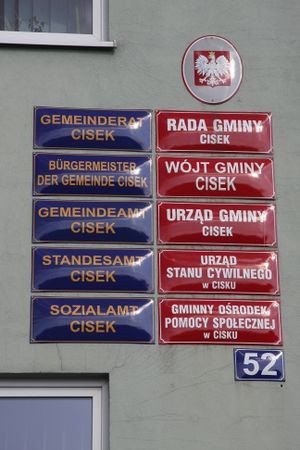 GEMEINDERAT
CISEK
RADA GMINY
CISEK
BÜRGERMEISTER
DER GEMEINDE CISEK
WÓJT GMINY
CISEK
GEMEINDEAMT
CISEK
URZĄD GMINY
CISEK
STANDESAMT
CISEK
URZĄD
STANU CYWILNEGO
w CISKU
SOZIALAMT
CISEK
GMINNY OŚRODEK
POMOCY SPOŁECZNEJ
w CISKU
52